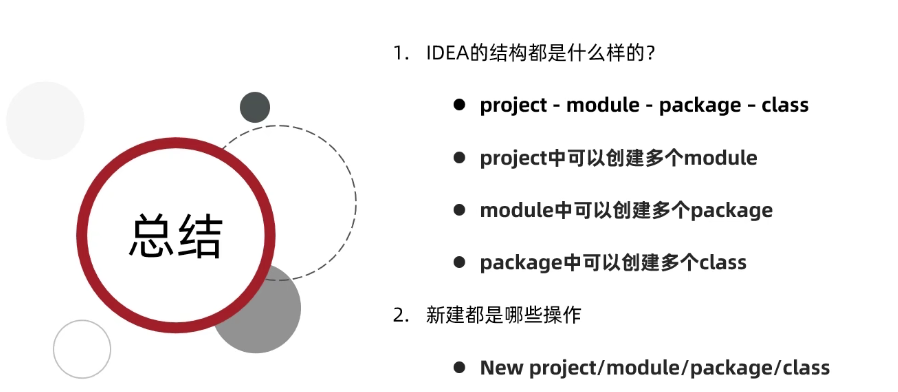 总结
1. IDEA的结构都是什么样的？
● project - module - package – class
● project中可以创建多个module
● module中可以创建多个package
● package中可以创建多个class
2. 新建都是哪些操作
● New project/module/package/class